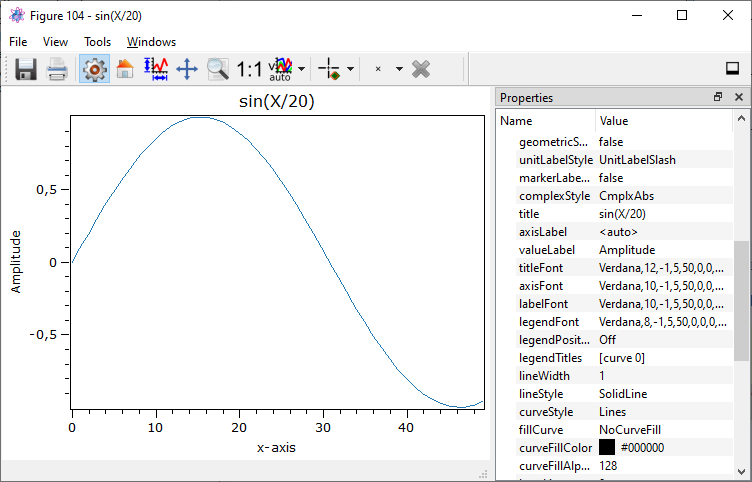 Figure 104 - sin(X/20)
File View Tools Windows
1:1 auto
Properties
sin(X/20)
0,5
0
-0,5
Amplitude
0 10 20 30 40
x-axis
Name Value
geometricS... false
unitLabelStyle UnitLabelSlash
markerLabe... false
complexStyle CmplxAbs
title sin(X/20)
axisLabel <auto>
valueLabel Amplitude
titleFont Verdana,12,-1,5,50,0,0,...
axisFont Verdana,10,-1,5,50,0,0,...
labelFont Verdana,10,-1,5,50,0,0,...
legendFont Verdana,8,-1,5,50,0,0,0,...
legendPosit... Off
legendTitles [curve 0]
lineWidth 1
lineStyle SolidLine
curveStyle Lines
fillCurve NoCurveFill
curveFillColor #000000
curveFillAlp... 128